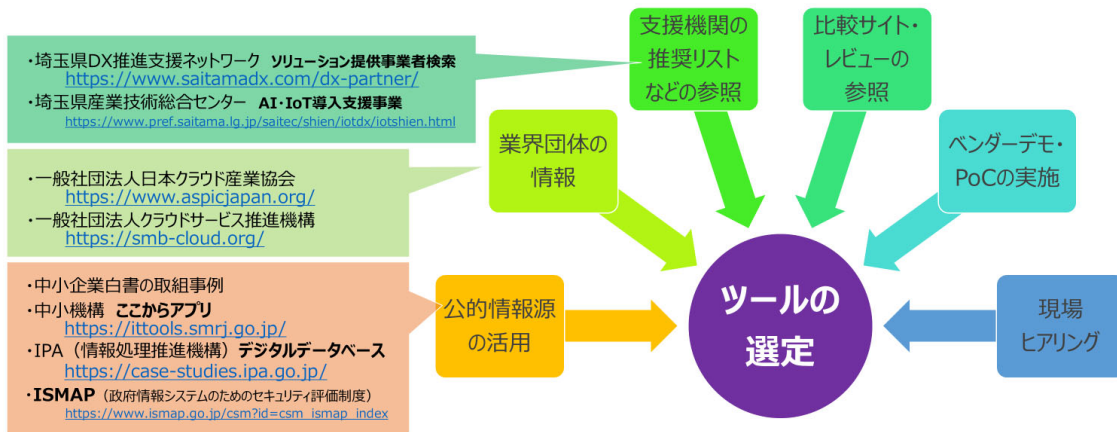 ・埼玉県DX推進支援ネットワーク ソリューション提供事業者検索
https://www.saitamadx.com/dx-partner/
・埼玉県産業技術総合センター AI・IoT導入支援事業
https://www.pref.saitama.lg.jp/saitec/shien/iotdx/iotshien.html
・一般社団法人日本クラウド産業協会
https://www.aspicjapan.org/
・一般社団法人クラウドサービス推進機構
https://smb-cloud.org/
・中小企業白書の取組事例
・中小機構 ここからアプリ
https://ittools.smrj.go.jp/
・IPA（情報処理推進機構）デジタルデータベース
https://case-studies.ipa.go.jp/
・ISMAP（政府情報システムのためのセキュリティ評価制度）
https://www.ismap.go.jp/csm?id=csm_ismap_index
公的情報源
の活用
業界団体の
情報
支援機関の
推奨リスト
などの参照
比較サイト・
レビューの
参照
ベンダーデモ・
PoCの実施
現場
ヒアリング
ツールの
選定